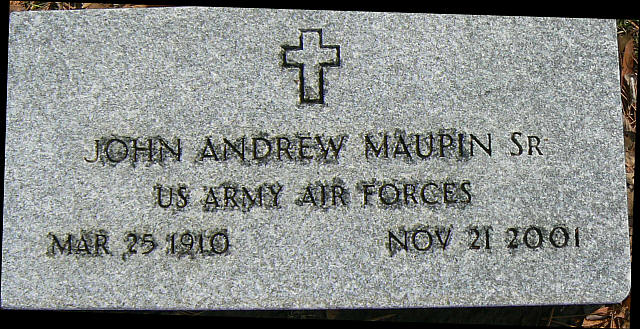 JOHN ANDREW MAUPIN SR
US ARMY AIR FORCES
MAR 25 1910 NOV 21 2001